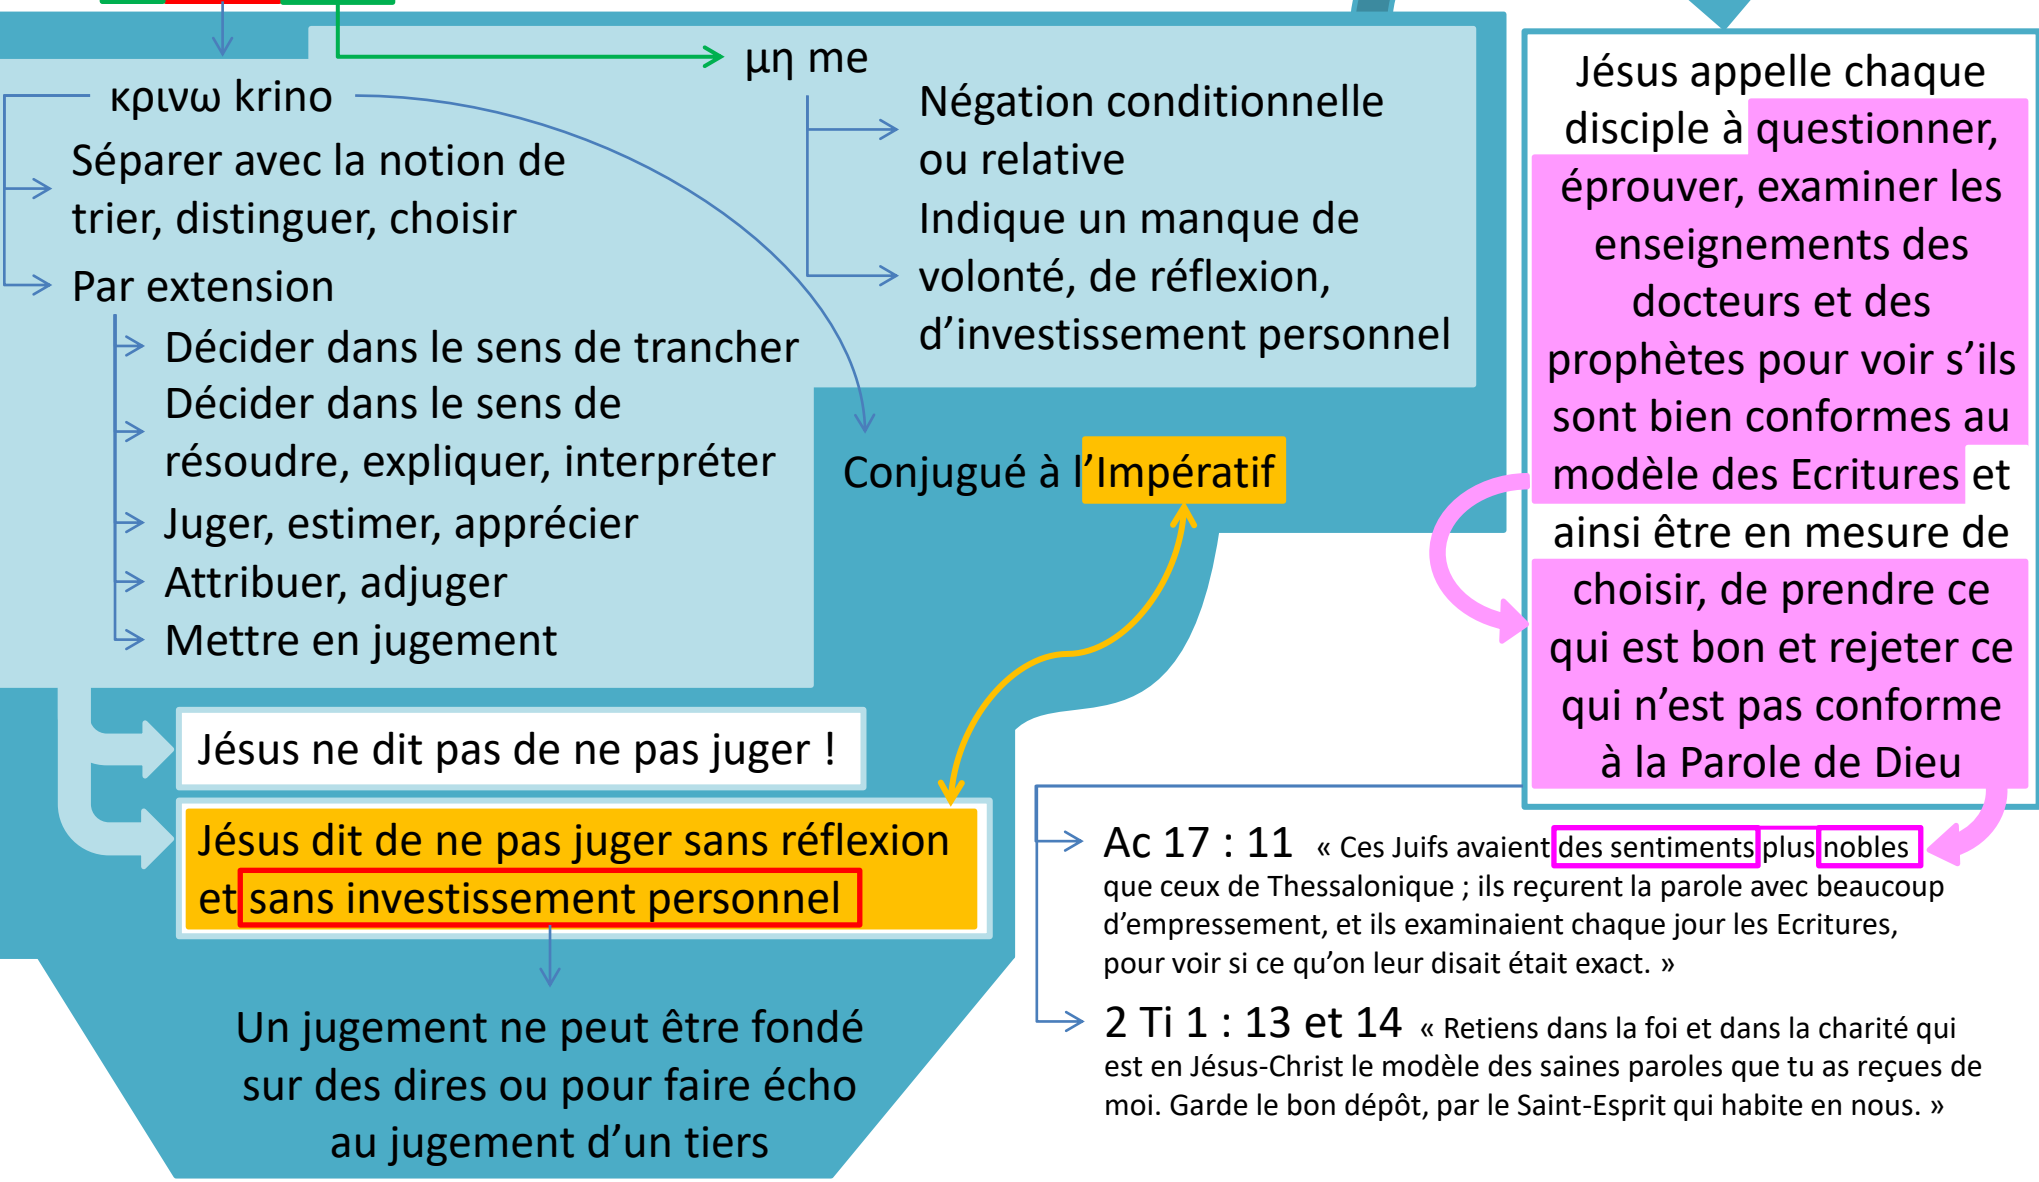 κρινω krino
Séparer avec la notion de
trier, distinguer, choisir
Par extension
Décider dans le sens de trancher
Décider dans le sens de
résoudre, expliquer, interpréter
Juger, estimer, apprécier
Attribuer, adjuger
Mettre en jugement
μη me
Négation conditionnelle
ou relative
Indique un manque de
volonté, de réflexion,
d’investissement personnel
Conjugué à l’Impératif
Jésus ne dit pas de ne pas juger !
Jésus dit de ne pas juger sans réflexion
et sans investissement personnel
Un jugement ne peut être fondé
sur des dires ou pour faire écho
au jugement d’un tiers
Jésus appelle chaque
disciple à questionner,
éprouver, examiner les
enseignements des
docteurs et des
prophètes pour voir s’ils
sont bien conformes au
modèle des Ecritures et
ainsi être en mesure de
choisir, de prendre ce
qui est bon et rejeter ce
qui n’est pas conforme
à la Parole de Dieu
Ac 17 : 11 « Ces Juifs avaient des sentiments plus nobles
que ceux de Thessalonique ; ils reçurent la parole avec beaucoup
d’empressement, et ils examinaient chaque jour les Ecritures,
pour voir si ce qu’on leur disait était exact. »
2 Ti 1 : 13 et 14 « Retiens dans la foi et dans la charité qui
est en Jésus-Christ le modèle des saines paroles que tu as reçues de
moi. Garde le bon dépôt, par le Saint-Esprit qui habite en nous. »